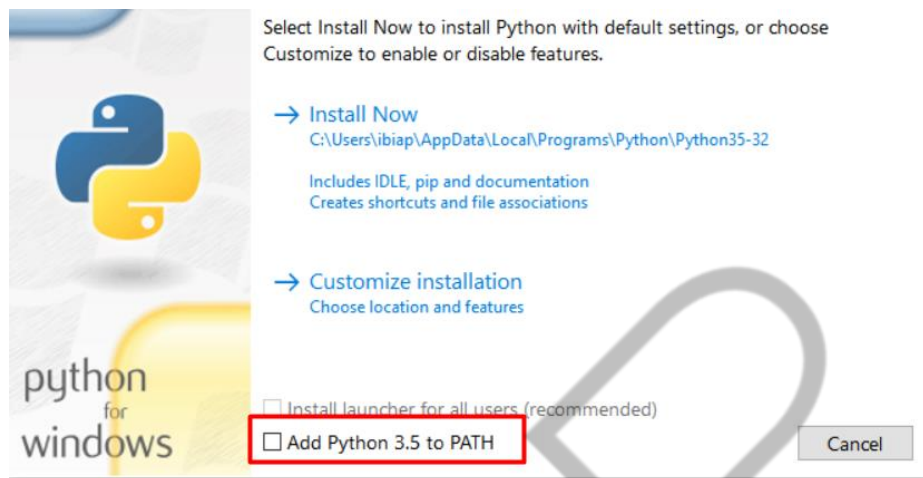 Select Install Now to install Python with default settings, or choose
Customize to enable or disable features.
Install Now
C:\Users\ibiap\AppData\Local\Programs\Python\Python35-32
Includes IDLE, pip and documentation
Creates shortcuts and file associations
Customize installation
Choose location and features
Install launcher for all users (recommended)
Add Python 3.5 to PATH
Cancel
python
for
windows